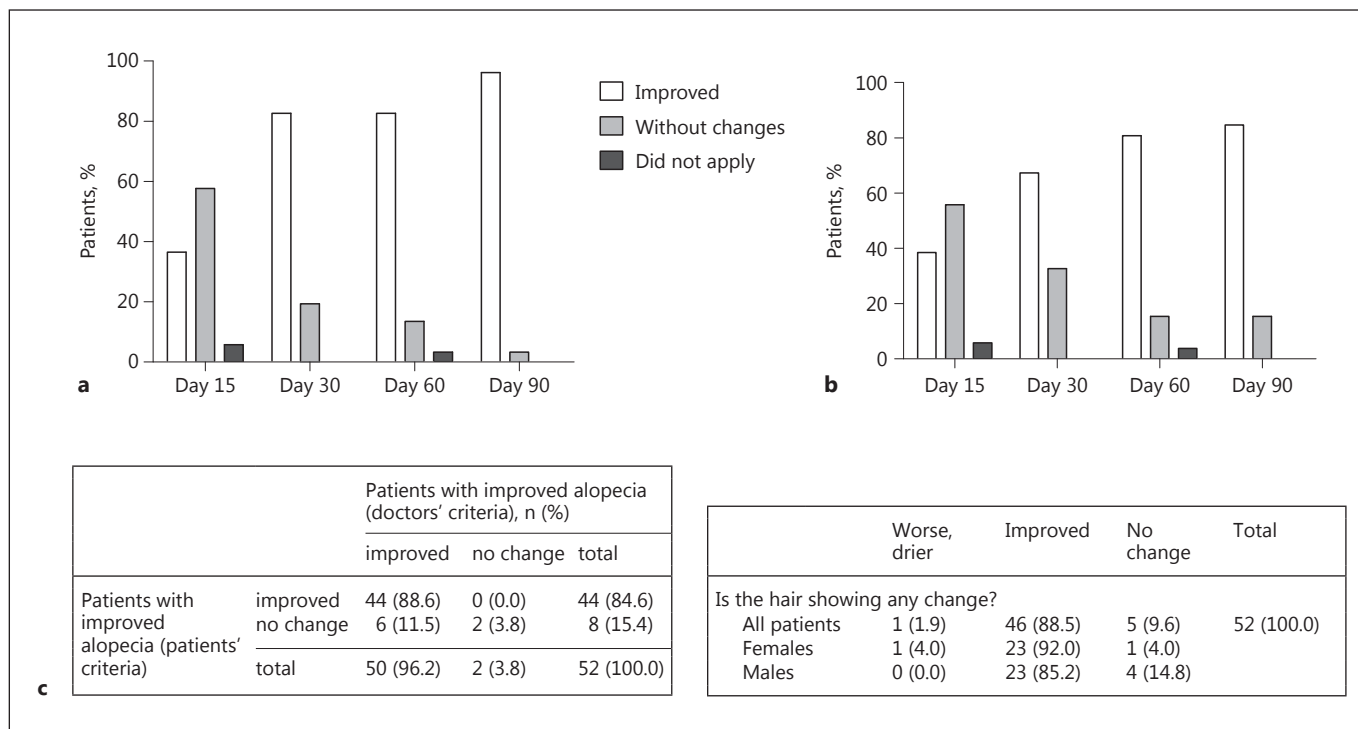 100
80
60
40
20
0
Patients, %
Day 15 Day 30 Day 60 Day 90
a
Improved
Without changes
Did not apply
100
80
60
40
20
0
Patients, %
Day 15 Day 30 Day 60 Day 90
b
Patients with improved alopecia
(doctors' criteria), n (%)
improved no change total
Patients with improved 44 (88.6) 0 (0.0) 44 (84.6)
improved no change 6 (11.5) 2 (3.8) 8 (15.4)
alopecia (patients'
criteria) total 50 (96.2) 2 (3.8) 52 (100.0)
c
Worse, Improved No Total
drier change
Is the hair showing any change?
All patients 1 (1.9) 46 (88.5) 5 (9.6) 52 (100.0)
Females 1 (4.0) 23 (92.0) 1 (4.0)
Males 0 (0.0) 23 (85.2) 4 (14.8)